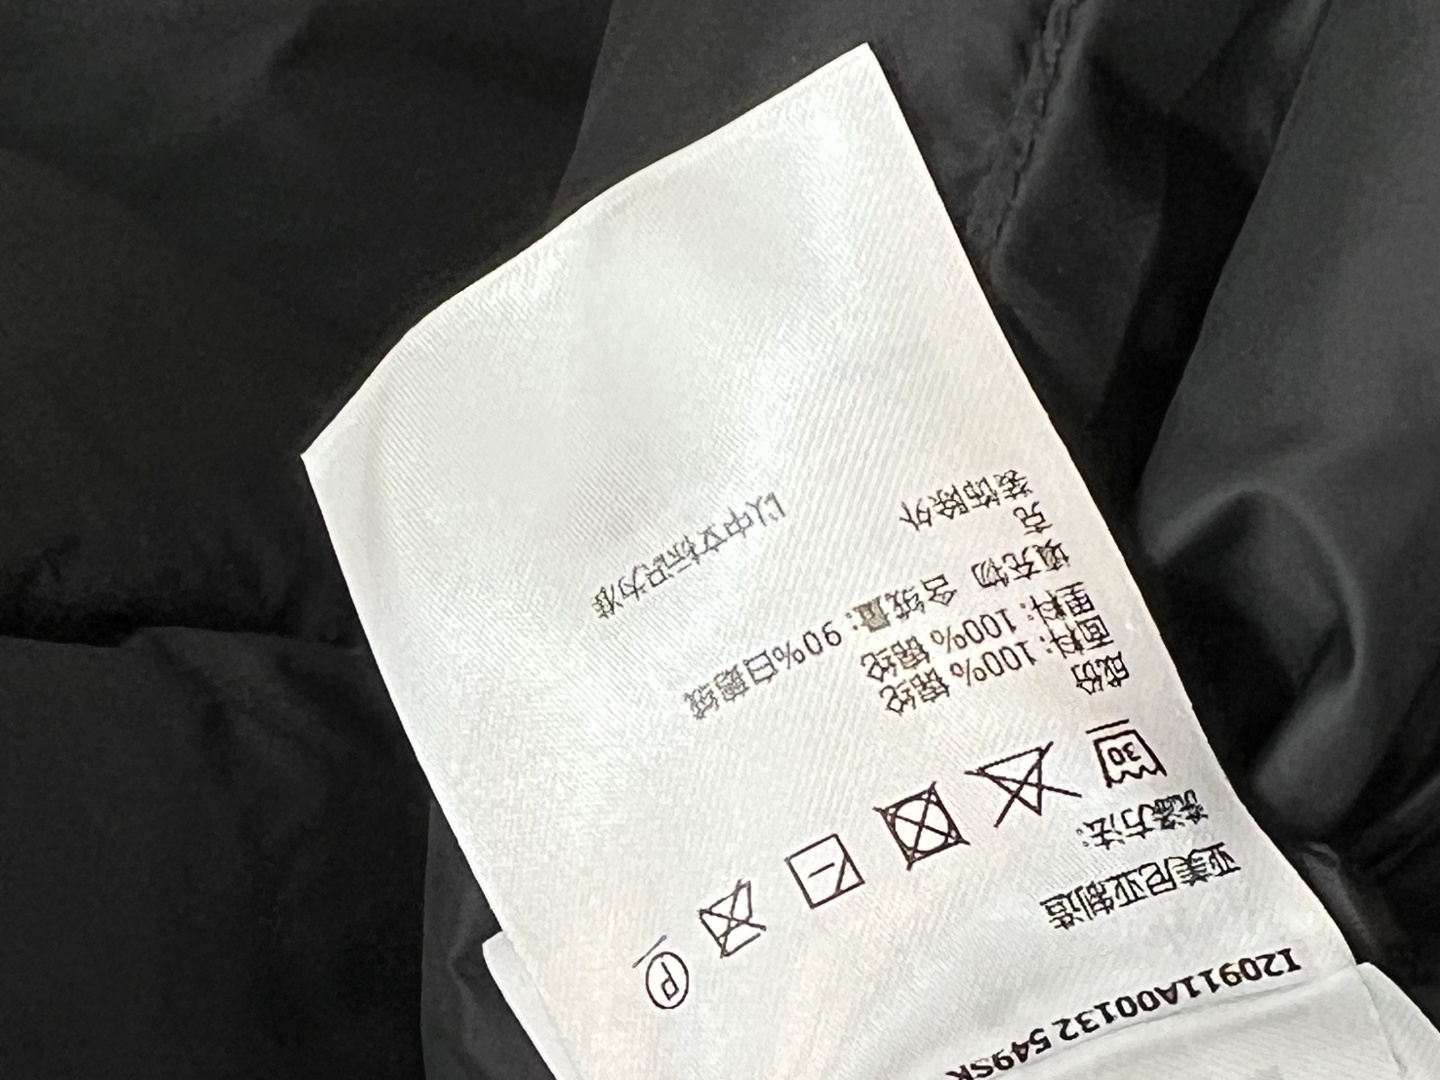 I20911A00132 549SK
亚美尼亚制造
洗涤方法:
30
P
成份
面料: 100% 锦纶
里料: 100% 锦纶
填充物 含绒量: 90%白鹅绒
克
装饰除外
以中文标识为准